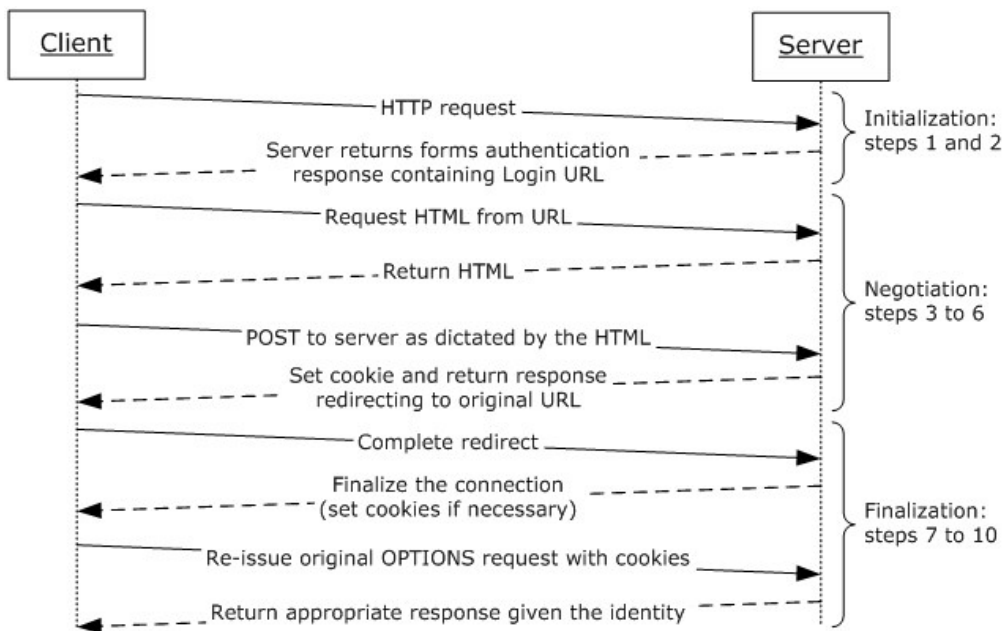 Client
Server
HTTP request
Server returns forms authentication
response containing Login URL
Initialization:
steps 1 and 2
Request HTML from URL
Return HTML
POST to server as dictated by the HTML
Set cookie and return response
redirecting to original URL
Negotiation:
steps 3 to 6
Complete redirect
Finalize the connection
(set cookies if necessary)
Re-issue original OPTIONS request with cookies
Return appropriate response given the identity
Finalization:
steps 7 to 10